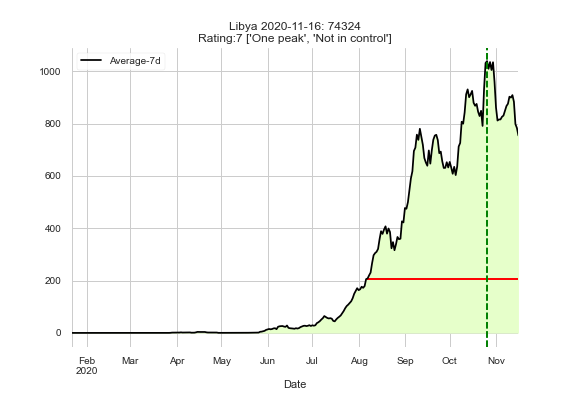 Libya 2020-11-16: 74324
Rating:7 ['One peak', 'Not in control']
Average-7d
1000
800
600
400
200
0
Feb Mar Apr May Jun Jul Aug Sep Oct Nov
2020
Date